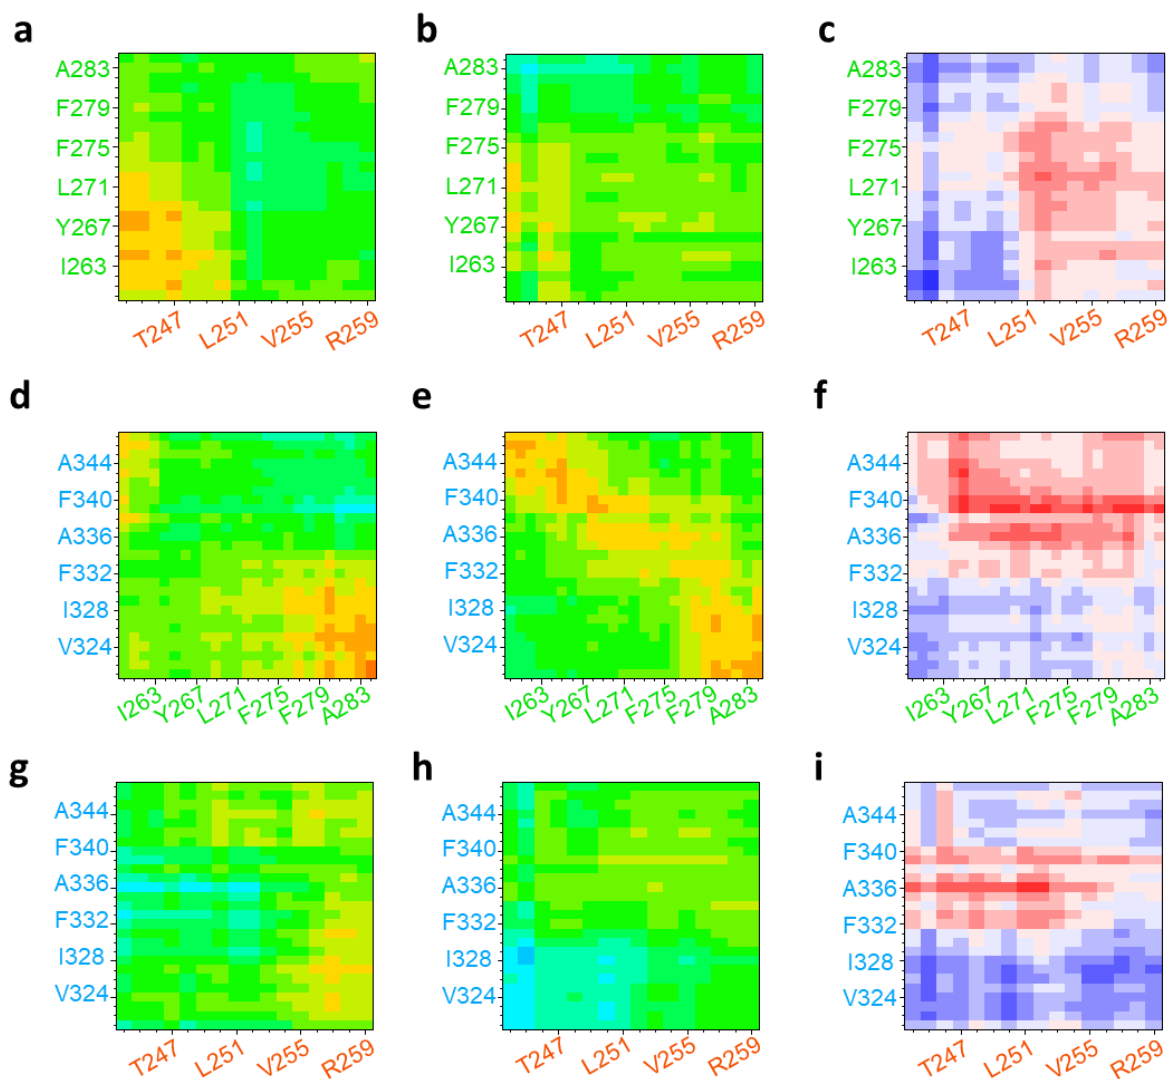 a
b
c
A283
F279
F275
L271
Y267
I263
T247
L251
V255
R259
A283
F279
F275
L271
Y267
I263
T247
L251
V255
R259
A283
F279
F275
L271
Y267
I263
T247
L251
V255
R259
d
e
f
A344
F340
A336
F332
I328
V324
I263
Y267
L271
F275
F279
A283
A344
F340
A336
F332
I328
V324
I263
Y267
L271
F275
F279
A283
A344
F340
A336
F332
I328
V324
I263
Y267
L271
F275
F279
A283
g
h
i
A344
F340
A336
F332
I328
V324
T247
L251
V255
R259
A344
F340
A336
F332
I328
V324
T247
L251
V255
R259
A344
F340
A336
F332
I328
V324
T247
L251
V255
R259